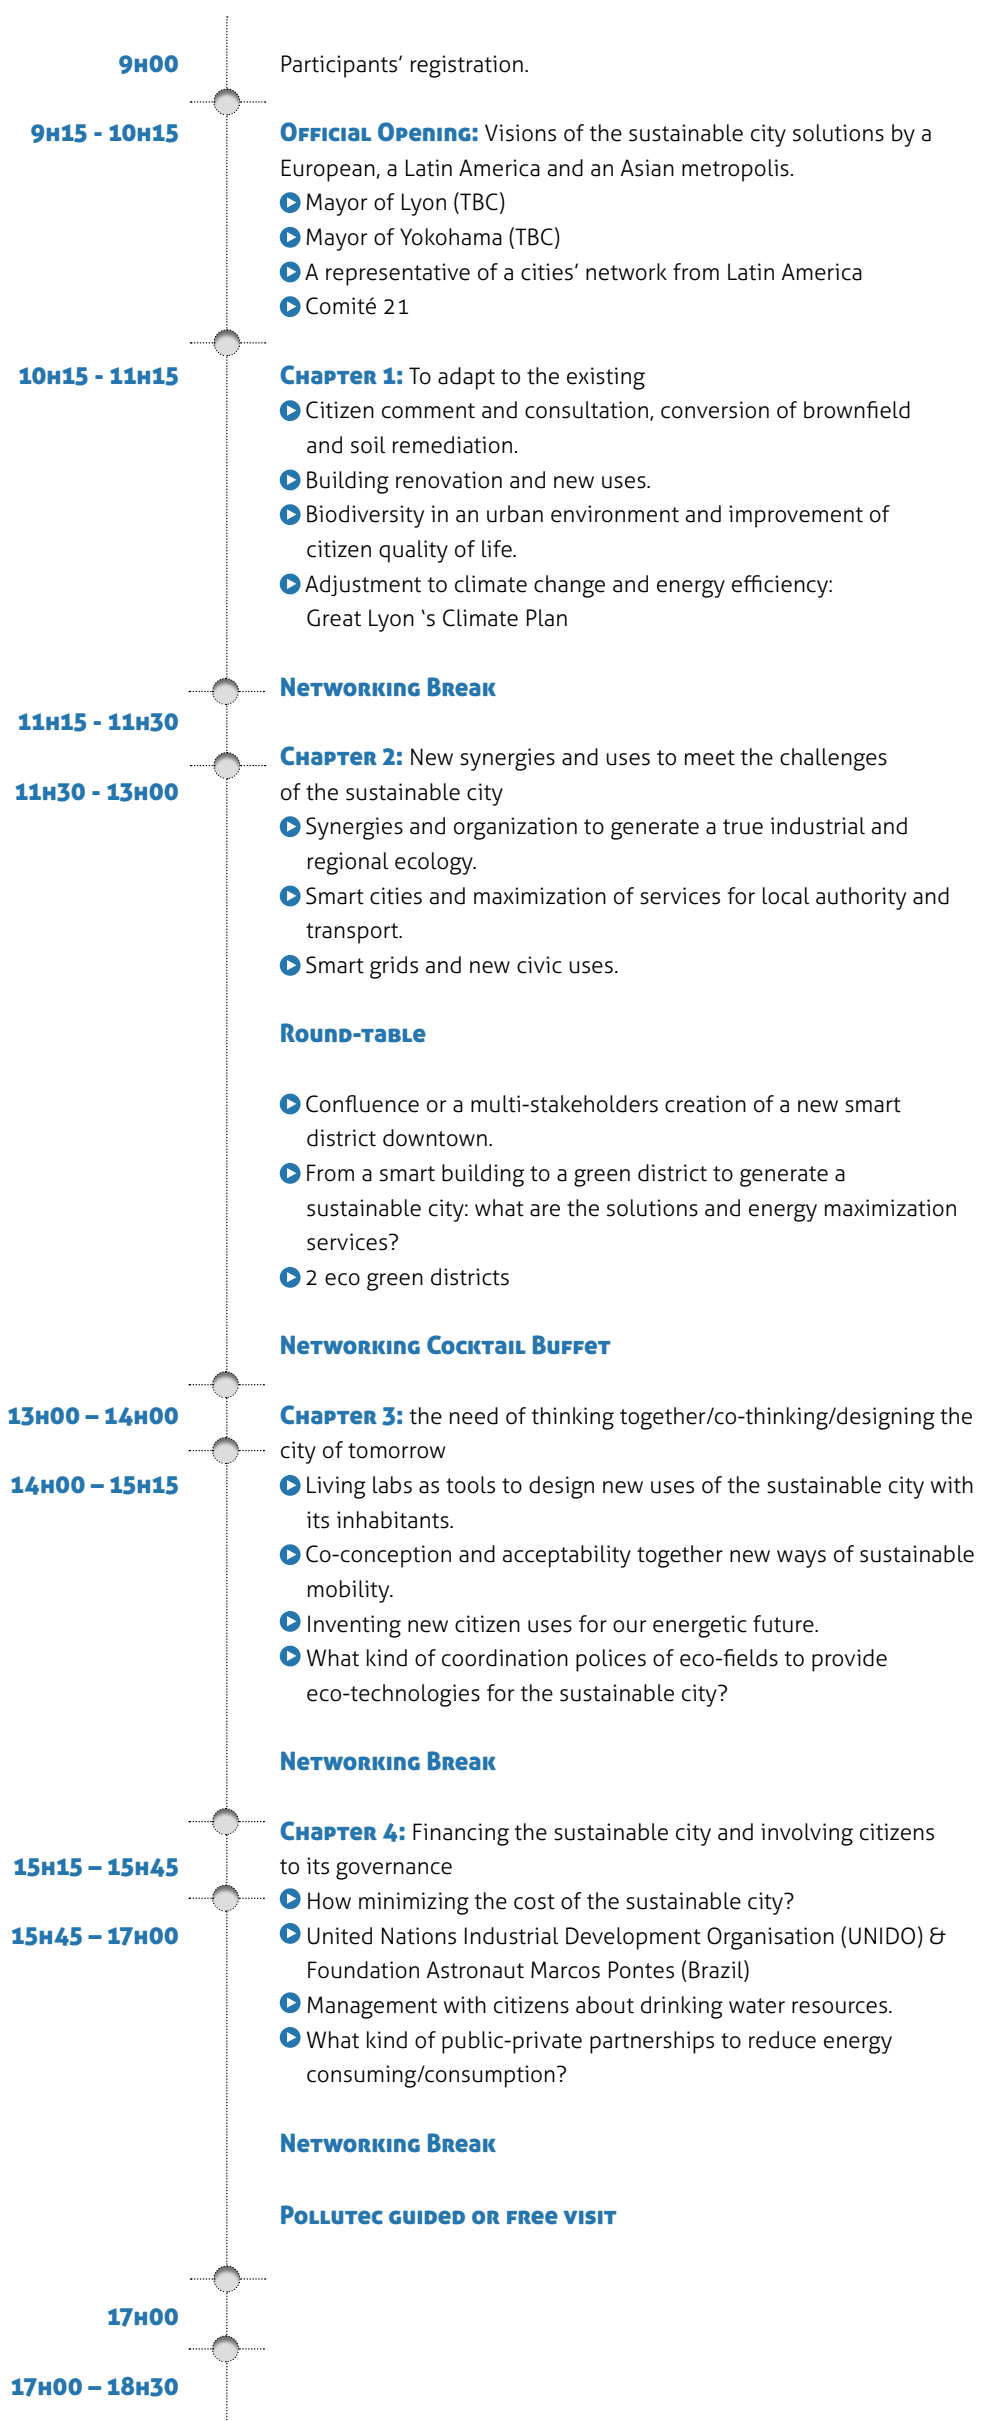 9h00 Participants’ registration.
9h15 - 10h15 Official Opening: Visions of the sustainable city solutions by a
European, a Latin America and an Asian metropolis.
Mayor of Lyon (TBC)
Mayor of Yokohama (TBC)
A representative of a cities’ network from Latin America
Comité 21
10h15 - 11h15 Chapter 1: To adapt to the existing
Citizen comment and consultation, conversion of brownfield
and soil remediation.
Building renovation and new uses.
Biodiversity in an urban environment and improvement of
citizen quality of life.
Adjustment to climate change and energy efficiency:
Great Lyon ‘s Climate Plan
Networking Break
11h15 - 11h30
Chapter 2: New synergies and uses to meet the challenges
11h30 - 13h00 of the sustainable city
Synergies and organization to generate a true industrial and
regional ecology.
Smart cities and maximization of services for local authority and
transport.
Smart grids and new civic uses.
Round-table
Confluence or a multi-stakeholders creation of a new smart
district downtown.
From a smart building to a green district to generate a
sustainable city: what are the solutions and energy maximization
services?
2 eco green districts
Networking Cocktail Buffet
13h00 – 14h00 Chapter 3: the need of thinking together/co-thinking/designing the
city of tomorrow
14h00 – 15h15 Living labs as tools to design new uses of the sustainable city with
its inhabitants.
Co-conception and acceptability together new ways of sustainable
mobility.
Inventing new citizen uses for our energetic future.
What kind of coordination polices of eco-fields to provide
eco-technologies for the sustainable city?
Networking Break
Chapter 4: Financing the sustainable city and involving citizens
15h15 – 15h45 to its governance
How minimizing the cost of the sustainable city?
15h45 – 17h00 United Nations Industrial Development Organisation (UNIDO) &
Foundation Astronaut Marcos Pontes (Brazil)
Management with citizens about drinking water resources.
What kind of public-private partnerships to reduce energy
consuming/consumption?
Networking Break
Pollutec guided or free visit
17h00
17h00 – 18h30